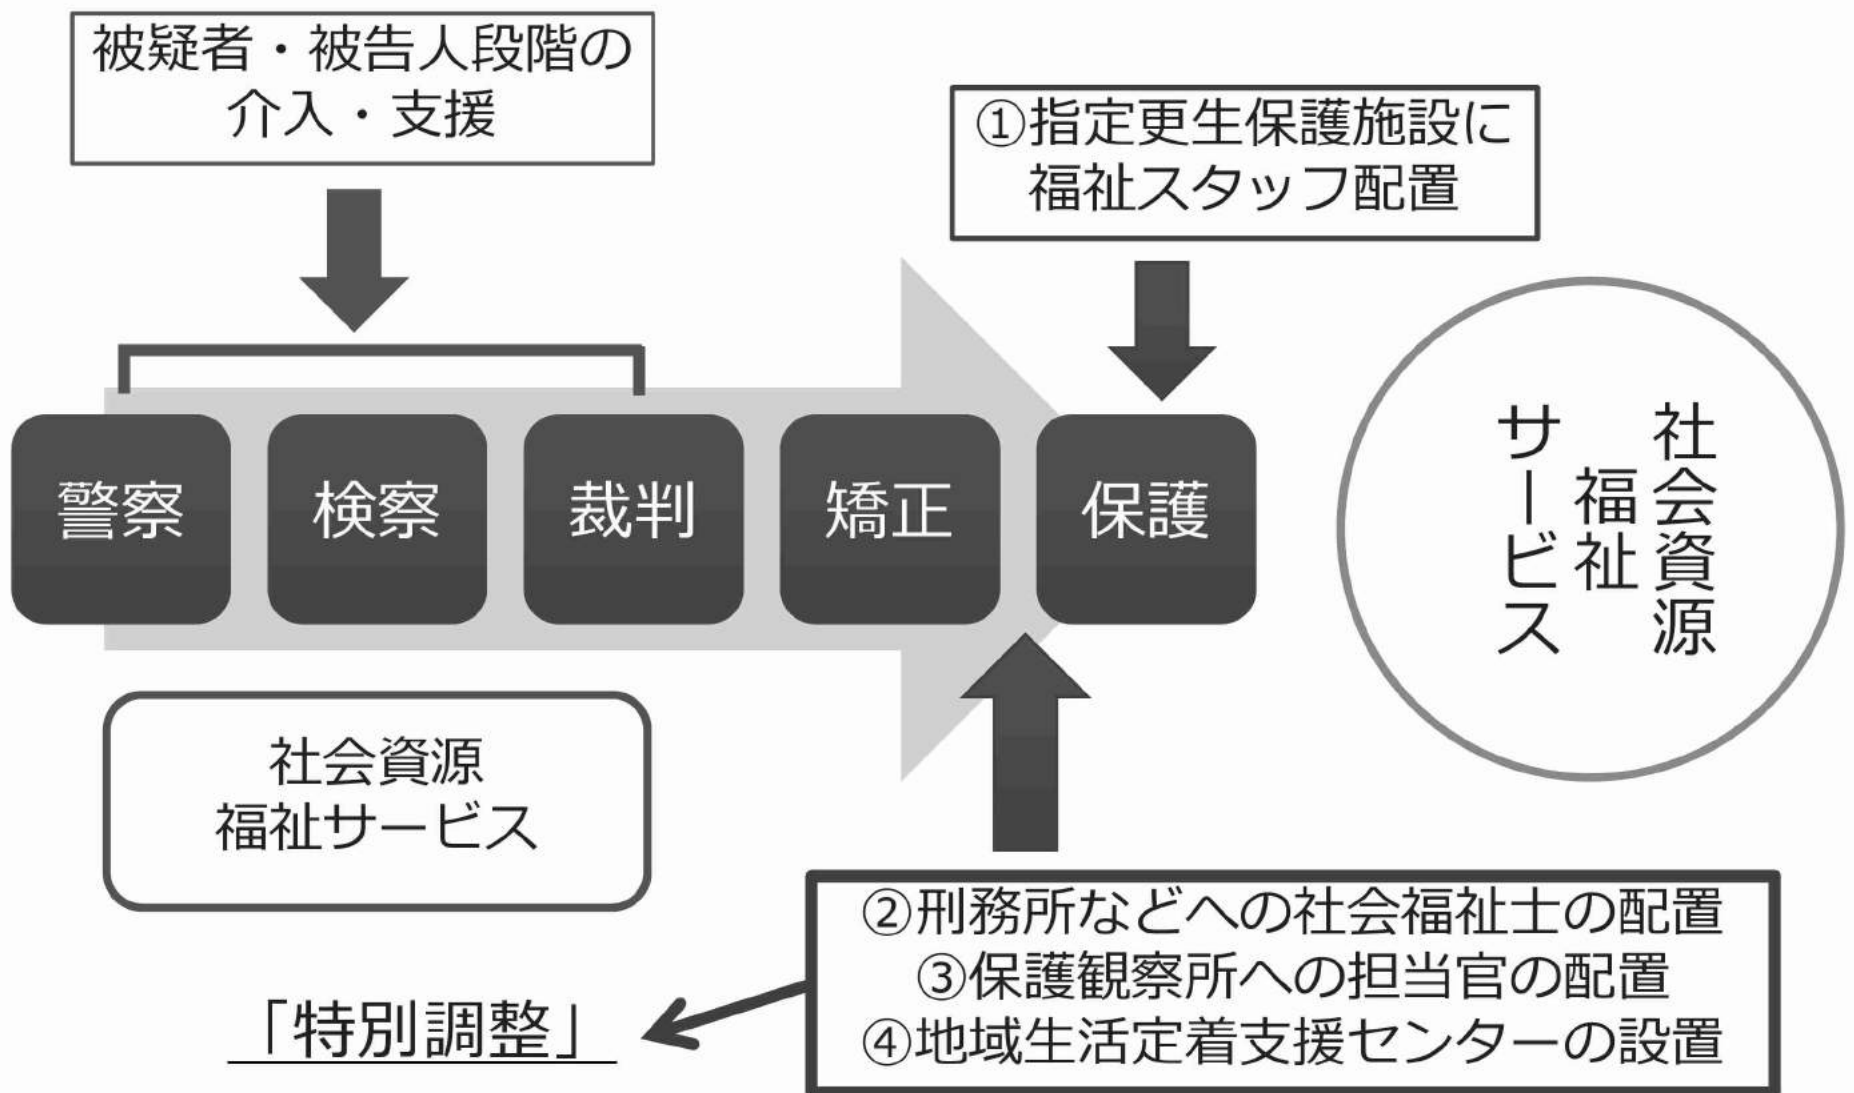 被疑者・被告人段階の
介入・支援
①指定更生保護施設に
福祉スタッフ配置
警察
検察
裁判
矯正
保護
社会資源
福祉
サービス
社会資源
福祉サービス
②刑務所などへの社会福祉士の配置
③保護観察所への担当官の配置
④地域生活定着支援センターの設置
「特別調整」